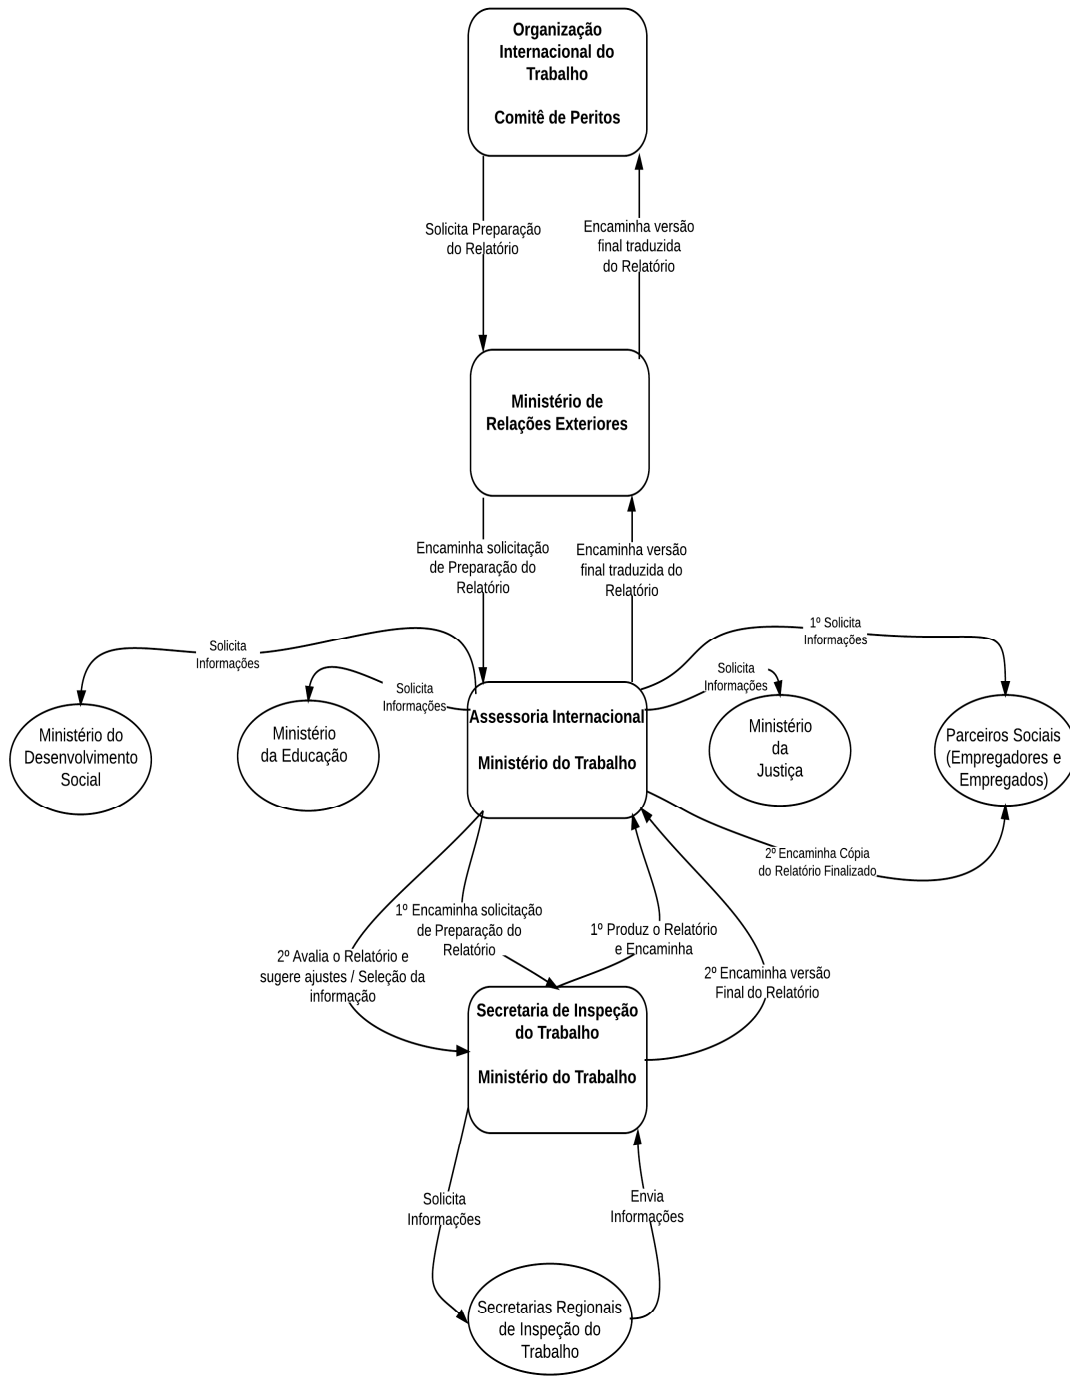 Organização
Internacional do
Trabalho
Comitê de Peritos
Solicita Preparação
do Relatório
Encaminha versão
final traduzida
do Relatório
Ministério de
Relações Exteriores
Encaminha solicitação
de Preparação do
Relatório
Encaminha versão
final traduzida do
Relatório
Solicita
Informações
Solicita
Informações
1º Solicita
Informações
Solicita
Informações
Ministério do
Desenvolvimento
Social
Ministério
da Educação
Assessoria Internacional
Ministério do Trabalho
Ministério
da
Justiça
Parceiros Sociais
(Empregadores e
Empregados)
2º Encaminha Cópia
do Relatório Finalizado
1º Encaminha solicitação
de Preparação do
Relatório
1º Produz o Relatório
e Encaminha
2º Avalia o Relatório e
sugere ajustes / Seleção da
informação
2º Encaminha versão
Final do Relatório
Secretaria de Inspeção
do Trabalho
Ministério do Trabalho
Solicita
Informações
Envia
Informações
Secretarias Regionais
de Inspeção do
Trabalho